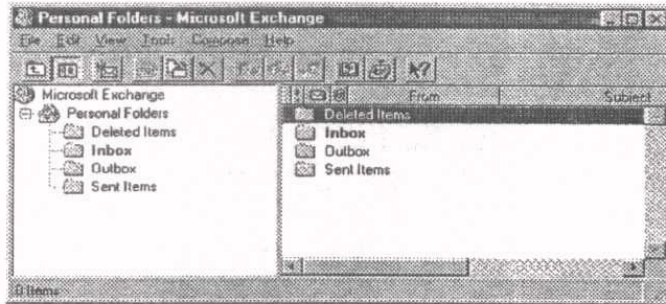 Personal Folders - Microsoft Exchange
File Edit View Tools Compose Help
Microsoft Exchange
Personal Folders
Deleted Items
Inbox
Outbox
Sent Items
! From Subject
Deleted Items
Inbox
Outbox
Sent Items
0 Items